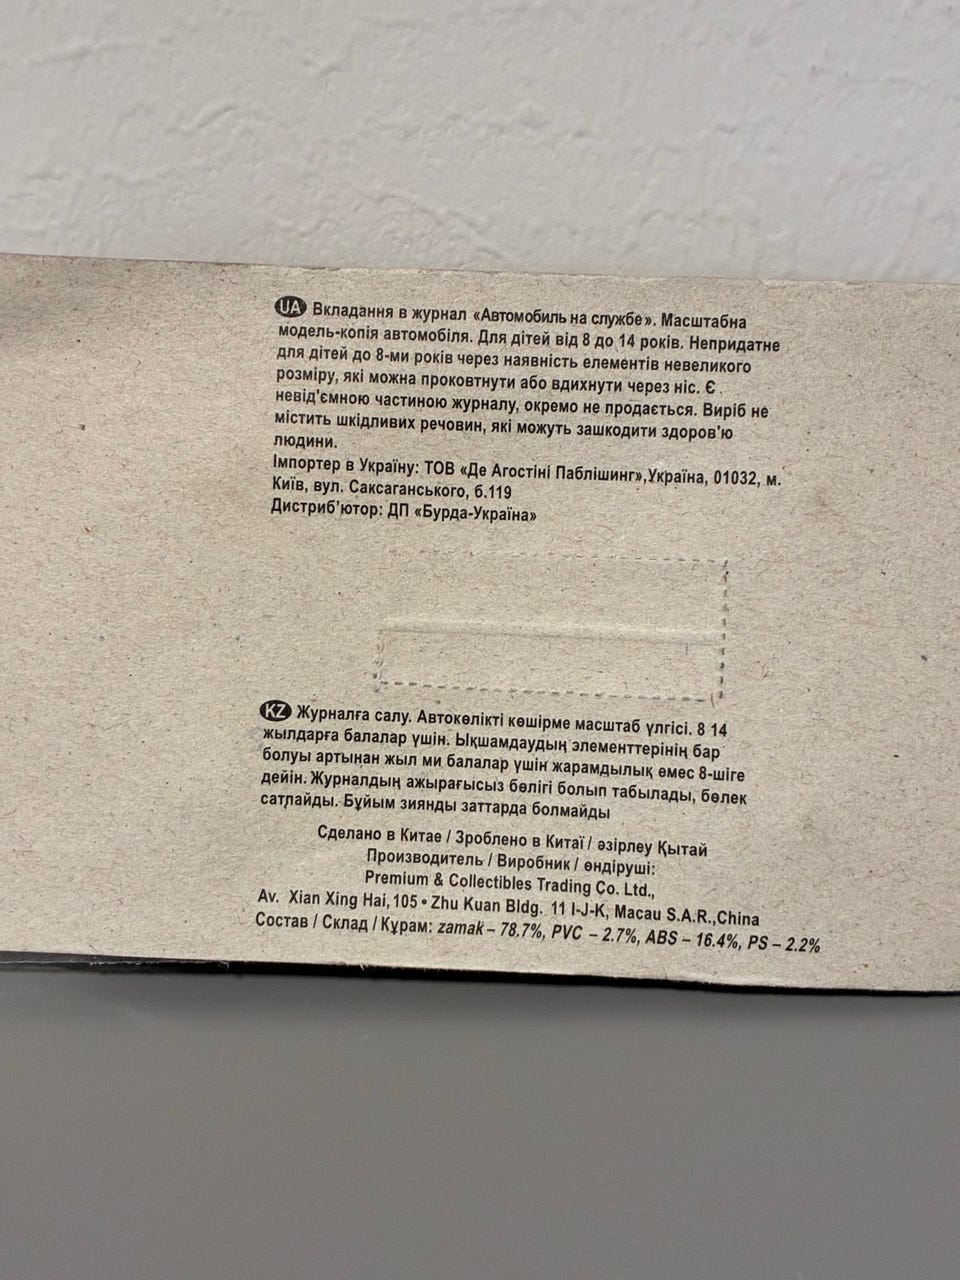 UA Вкладання в журнал «Автомобиль на службе». Масштабна
модель-копія автомобіля. Для дітей від 8 до 14 років. Непридатне
для дітей до 8-ми років через наявність елементів невеликого
розміру, які можна проковтнути або вдихнути через ніс. Є
невід'ємною частиною журналу, окремо не продається. Виріб не
містить шкідливих речовин, які можуть зашкодити здоров'ю
людини.
Імпортер в Україну: ТОВ «Де Агостіні Паблішинг»,Україна, 01032, м.
Київ, вул. Саксаганського, б.119
Дистриб'ютор: ДП «Бурда-Україна»
KZ Журналға салу. Автокөлікті көшірме масштаб үлгісі. 8 14
жылдарға балалар үшін. Ықшамдаудың элементтерінің бар
болуы артынан жыл ми балалар үшін жарамдылық өмес 8-шіге
дейін. Журналдың ажырағысыз бөлігі болып табылады, бөлек
сатлайды. Бұйым зиянды заттарда болмайды
Сделано в Китае / Зроблено в Китаї / әзірлеу Қытай
Производитель / Виробник / өндіруші:
Premium & Collectibles Trading Co. Ltd.,
Av. Xian Xing Hai, 105 • Zhu Kuan Bldg. 11 I-J-K, Macau S.A.R.,China
Состав / Склад / Құрам: zamak – 78.7%, PVC – 2.7%, ABS – 16.4%, PS – 2.2%